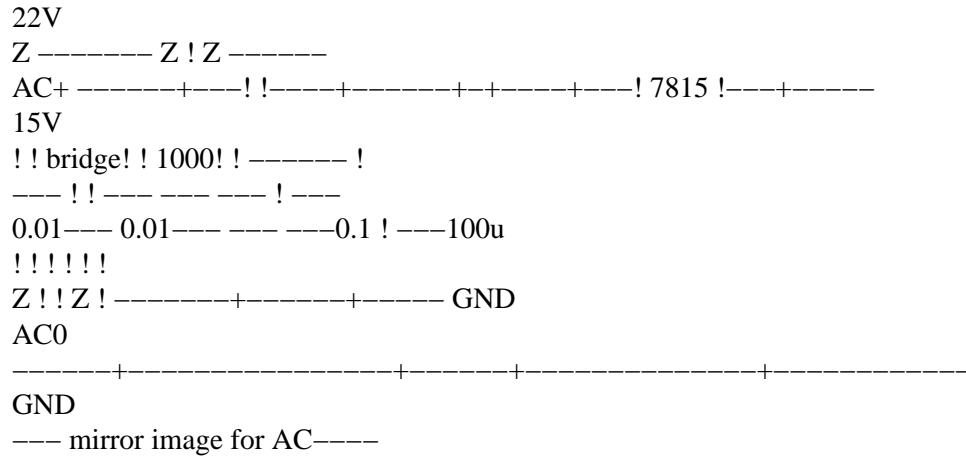 22V
Z −−−−−−− Z ! Z −−−−−−
AC+ −−−−−−+−−−! !−−−−+−−−−−−+−+−−−−+−−−! 7815 !−−−+−−−−−
15V
! ! bridge! ! 1000! ! −−−−−− !
−−− ! ! −−− −−− −−− ! −−−
0.01−−− 0.01−−− −−− −−−0.1 ! −−−100u
! ! ! ! ! !
Z ! ! Z ! −−−−−−−+−−−−−−+−−−−− GND
AC0
−−−−−−+−−−−−−−−−−−−−−−−+−−−−−−−+−−−−−−−−−−−−−−+−−−−−−−−−−−−
GND
−−− mirror image for AC−−−−